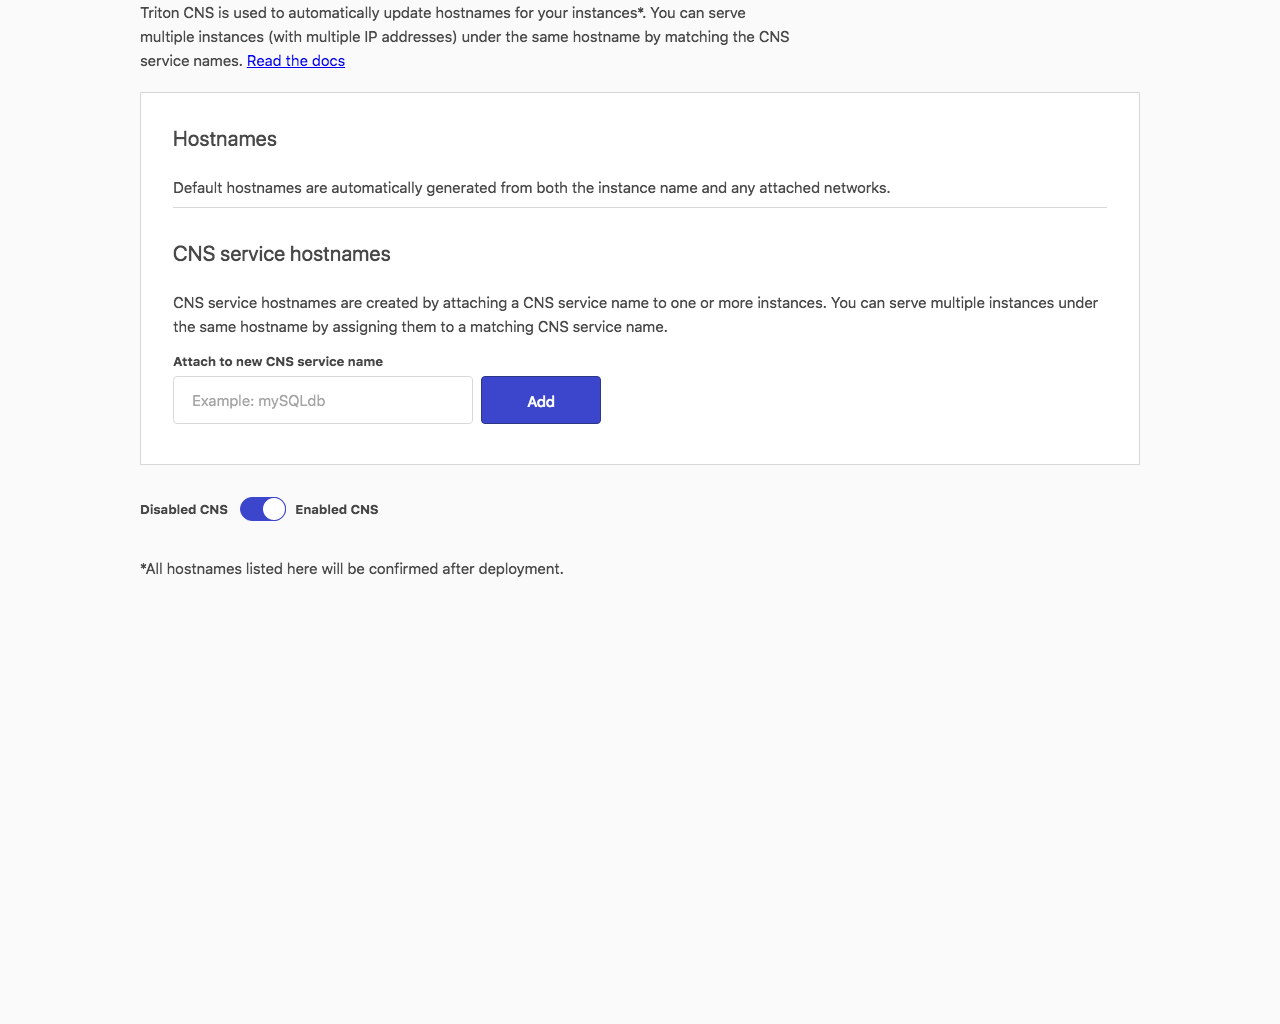 Triton CNS is used to automatically update hostnames for your instances*. You can serve
multiple instances (with multiple IP addresses) under the same hostname by matching the CNS
service names. Read the docs
Hostnames
Default hostnames are automatically generated from both the instance name and any attached networks.
CNS service hostnames
CNS service hostnames are created by attaching a CNS service name to one or more instances. You can serve multiple instances under
the same hostname by assigning them to a matching CNS service name.
Attach to new CNS service name
Example: mySQLdb
Add
Disabled CNS
Enabled CNS
*All hostnames listed here will be confirmed after deployment.